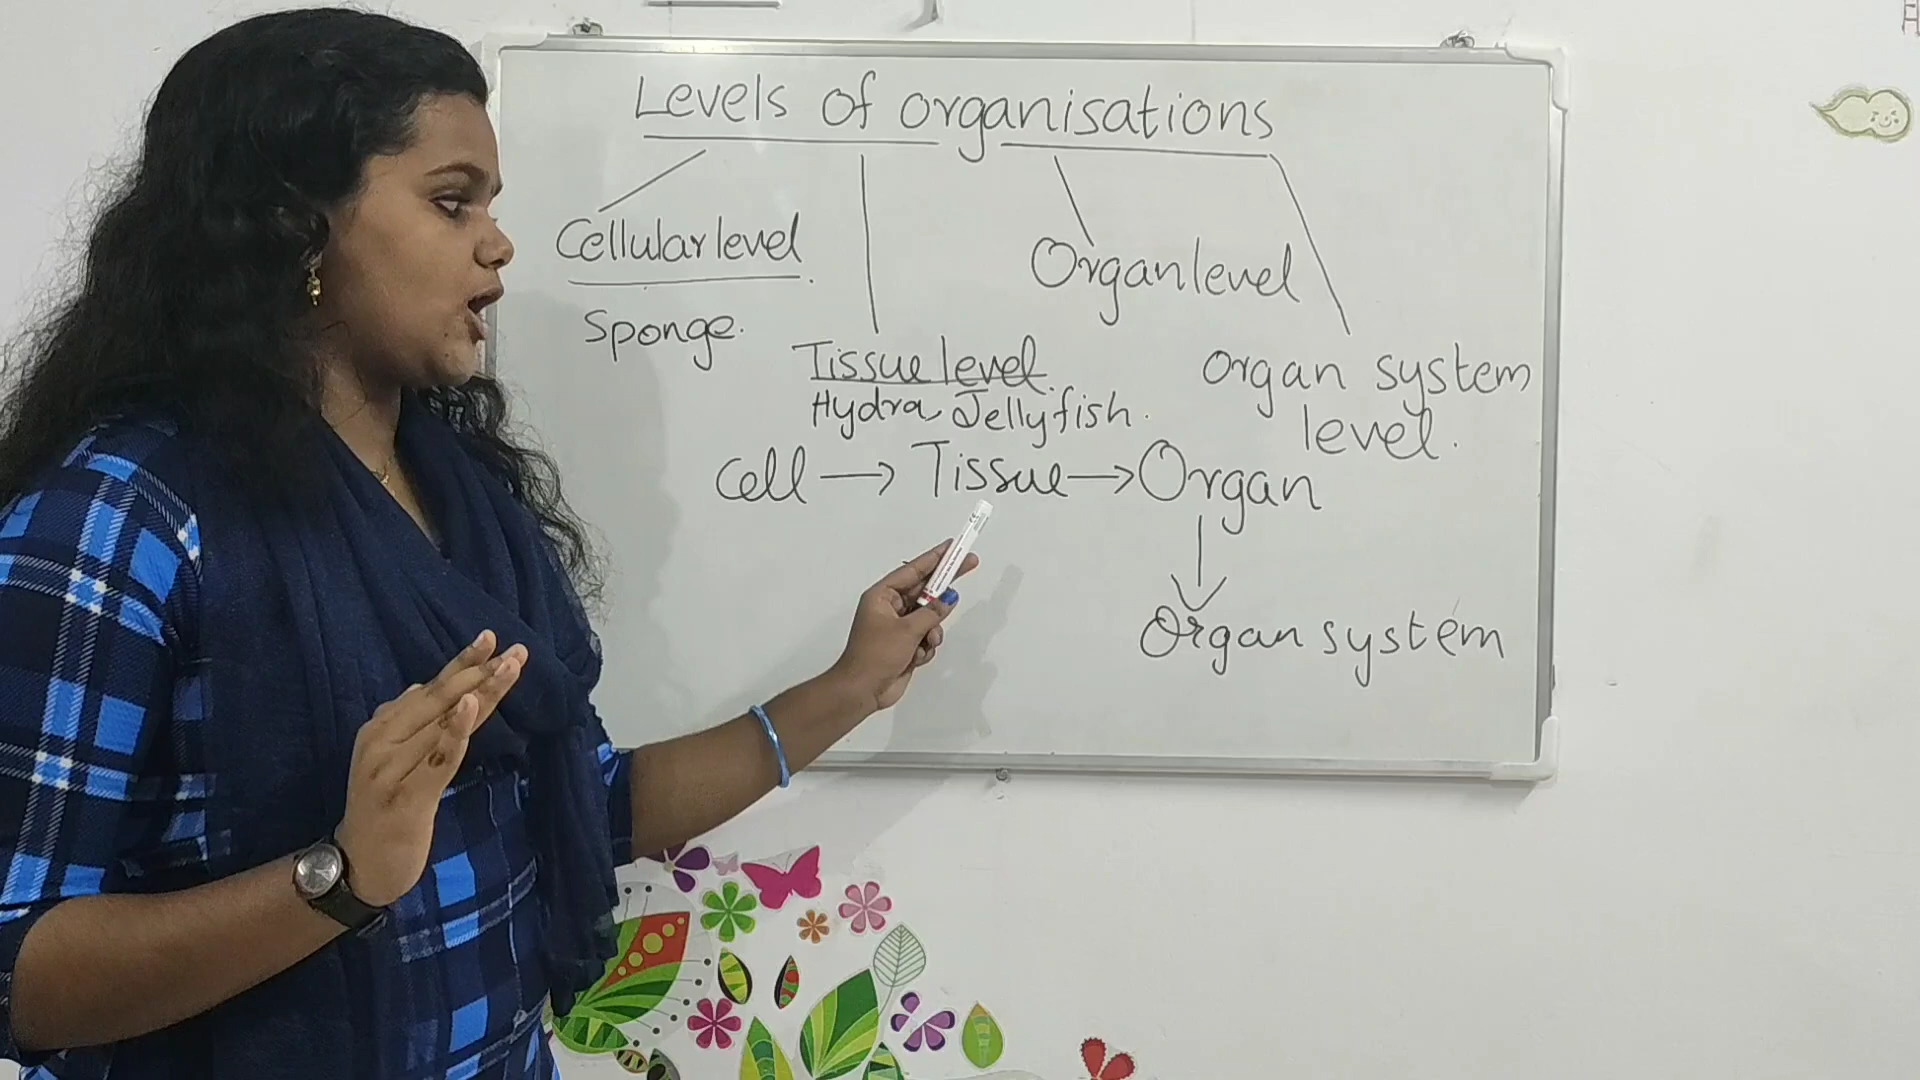 Levels of organisations
Cellular level.
Sponge.
Tissue level.
Hydra, Jellyfish.
Organ level
Organ system
level.
Cell → Tissue → Organ
↓
Organ system